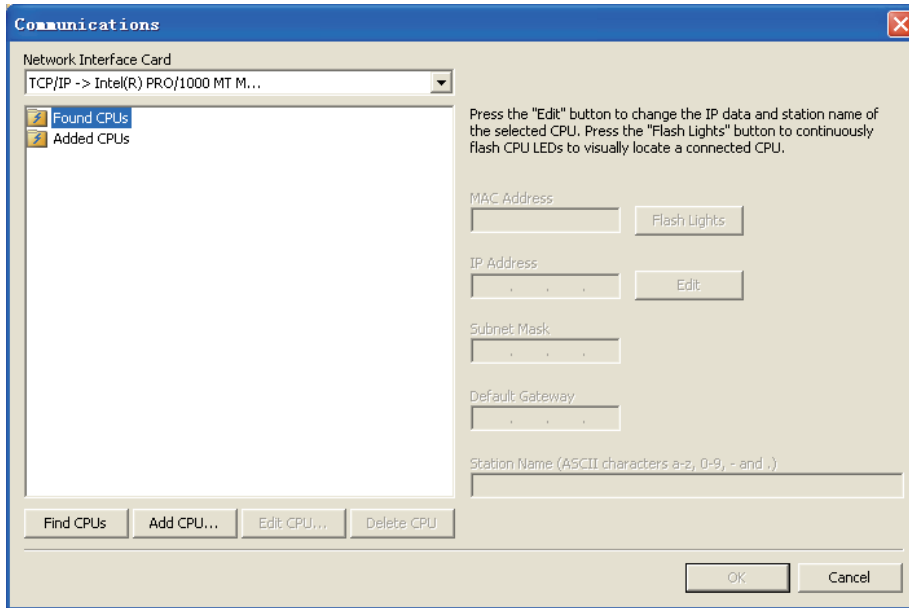 Communications
Network Interface Card
TCP/IP -> Intel(R) PRO/1000 MT M...
Found CPUs
Added CPUs
Press the "Edit" button to change the IP data and station name of
the selected CPU. Press the "Flash Lights" button to continuously
flash CPU LEDs to visually locate a connected CPU.
MAC Address
Flash Lights
IP Address
. . .
Edit
Subnet Mask
. . .
Default Gateway
. . .
Station Name (ASCII characters a-z, 0-9, - and .)
Find CPUs
Add CPU...
Edit CPU...
Delete CPU
OK
Cancel